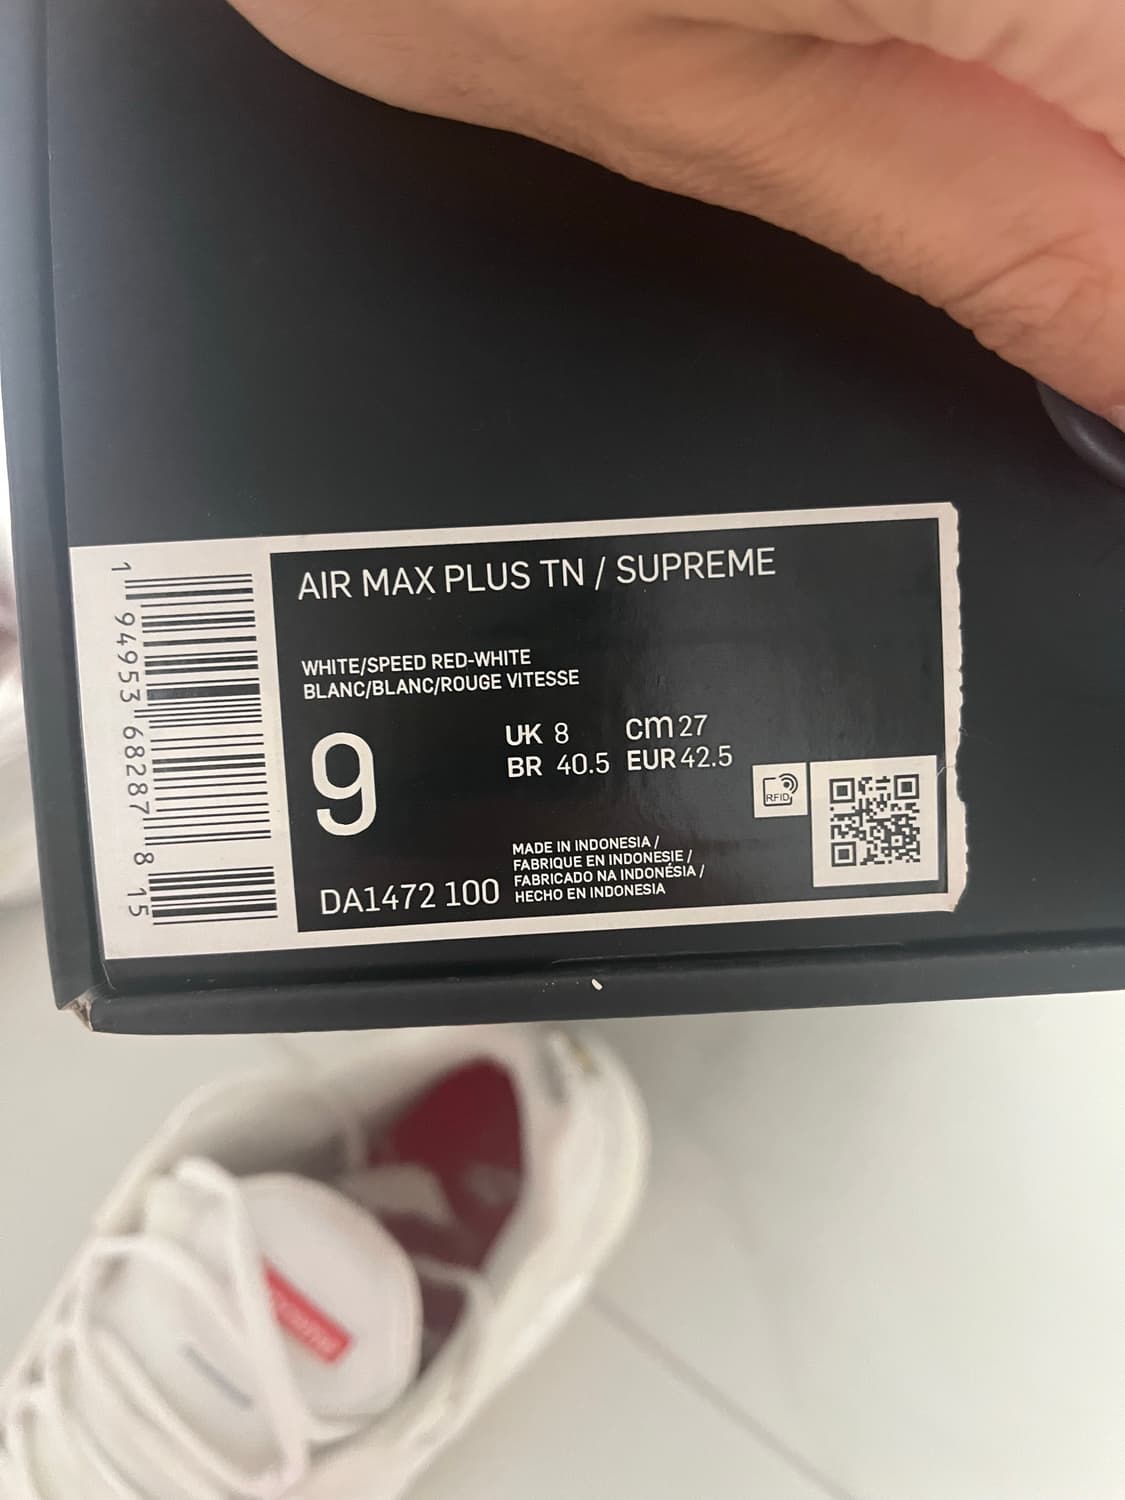 AIR MAX PLUS TN / SUPREME
WHITE/SPEED RED-WHITE
BLANC/BLANC/ROUGE VITESSE
9
UK 8 cm 27
BR 40.5 EUR 42.5
RFID
MADE IN INDONESIA /
FABRIQUE EN INDONESIE /
FABRICADO NA INDONÉSIA /
HECHO EN INDONESIA
DA1472 100
1 94953 68287 8 15